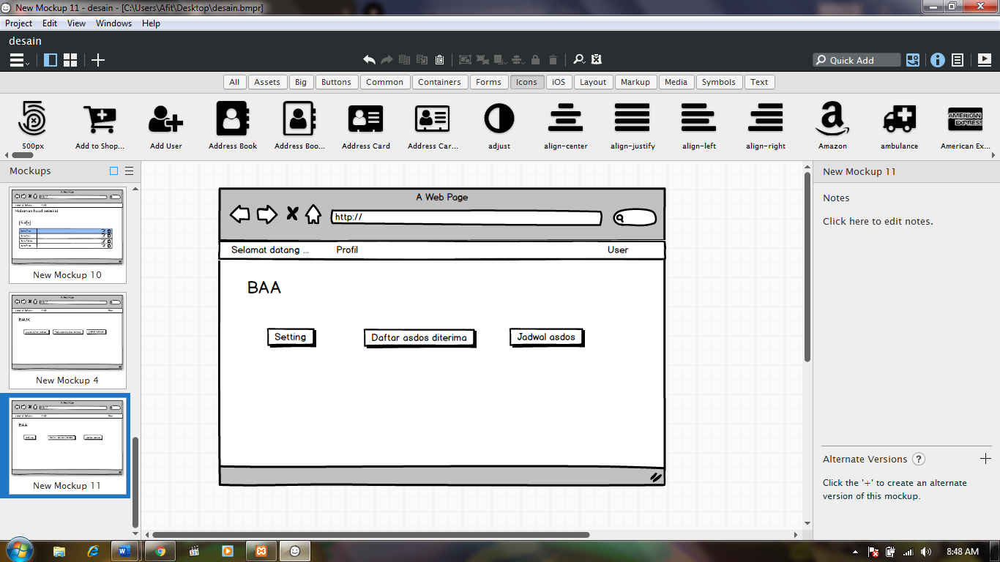 New Mockup 11 - desain - [C:\Users\Afit\Desktop\desain.bmpr]
Project Edit View Windows Help
desain
Quick Add
All Assets Big Buttons Common Containers Forms Icons iOS Layout Markup Media Symbols Text
AMERICAN
EXPRESS
500px Add to Shop... Add User Address Book Address Boo... Address Card Address Car... adjust align-center align-justify align-left align-right Amazon ambulance American Ex...
Mockups
New Mockup 10
BAUK
New Mockup 4
BAA
New Mockup 11
A Web Page
http://
Selamat datang ... Profil User
BAA
Setting Daftar asdos diterima Jadwal asdos
New Mockup 11
Notes
Click here to edit notes.
Alternate Versions ?
Click the '+' to create an alternate
version of this mockup.
8:48 AM